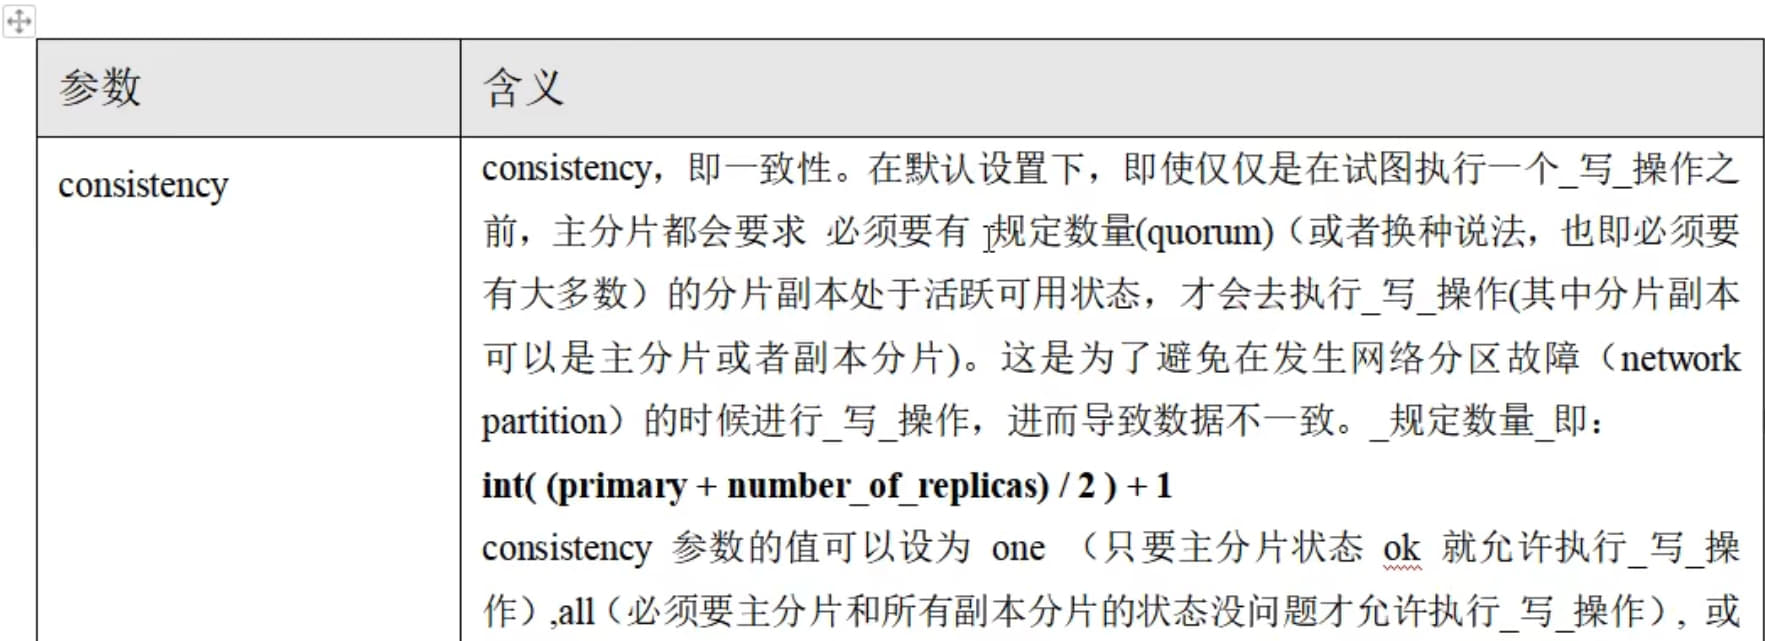 参数
含义
consistency
consistency，即一致性。在默认设置下，即使仅仅是在试图执行一个_写_操作之
前，主分片都会要求 必须要有 _规定数量(quorum)（或者换种说法，也即必须要
有大多数）的分片副本处于活跃可用状态，才会去执行_写_操作(其中分片副本
可以是主分片或者副本分片)。这是为了避免在发生网络分区故障（network
partition）的时候进行_写_操作，进而导致数据不一致。_规定数量_即：
int( (primary + number_of_replicas) / 2 ) + 1
consistency 参数的值可以设为 one （只要主分片状态 ok 就允许执行_写_操
作）,all（必须要主分片和所有副本分片的状态没问题才允许执行_写_操作），或